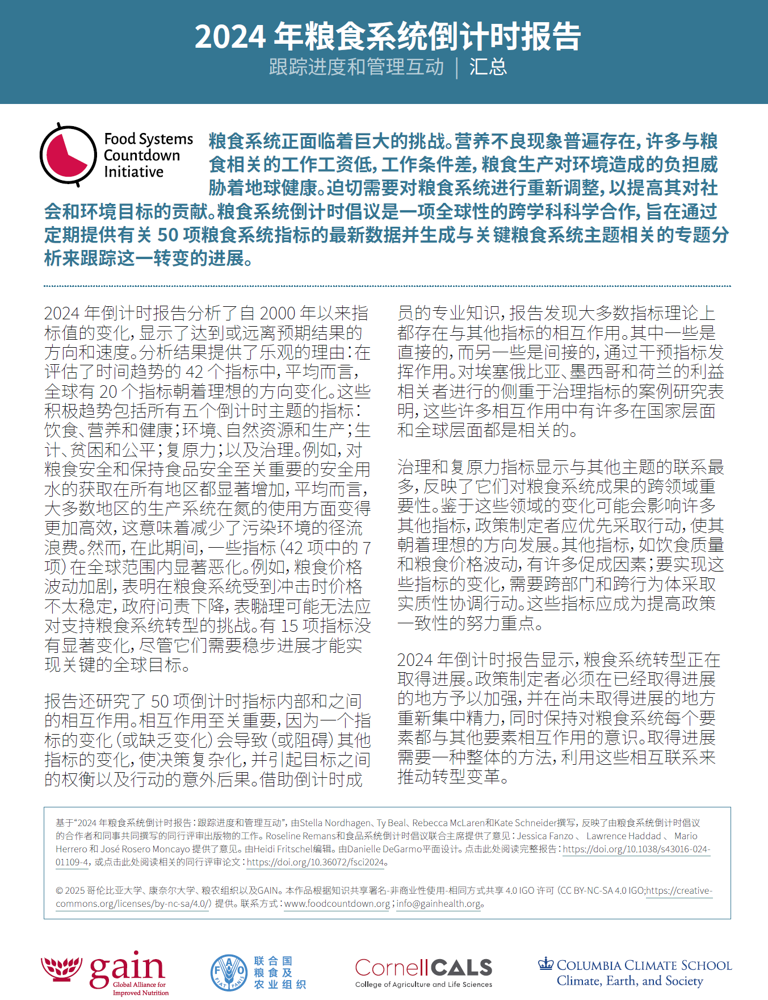 2024 年粮食系统倒计时报告
跟踪进度和管理互动 | 汇总
Food Systems
Countdown
Initiative
粮食系统正面临着巨大的挑战。营养不良现象普遍存在，许多与粮
食相关的工作工资低，工作条件差，粮食生产对环境造成的负担威
胁着地球健康。迫切需要对粮食系统进行重新调整，以提高其对社
会和环境目标的贡献。粮食系统倒计时倡议是一项全球性的跨学科科学合作，旨在通过
定期提供有关 50 项粮食系统指标的最新数据并生成与关键粮食系统主题相关的专题分
析来跟踪这一转变的进展。
2024 年倒计时报告分析了自 2000 年以来指
标值的变化，显示了达到或远离预期结果的
方向和速度。分析结果提供了乐观的理由：在
评估了时间趋势的 42 个指标中，平均而言，
全球有 20 个指标朝着理想的方向变化。这些
积极趋势包括所有五个倒计时主题的指标：
饮食、营养和健康；环境、自然资源和生产；生
计、贫困和公平；复原力；以及治理。例如，对
粮食安全和保持食品安全至关重要的安全用
水的获取在所有地区都显著增加，平均而言，
大多数地区的生产系统在氮的使用方面变得
更加高效，这意味着减少了污染环境的径流
浪费。然而，在此期间，一些指标（42 项中的 7
项）在全球范围内显著恶化。例如，粮食价格
波动加剧，表明在粮食系统受到冲击时价格
不太稳定，政府问责下降，表䎺理可能无法应
对支持粮食系统转型的挑战。有 15 项指标没
有显著变化，尽管它们需要稳步进展才能实
现关键的全球目标。
报告还研究了 50 项倒计时指标内部和之间
的相互作用。相互作用至关重要，因为一个指
标的变化（或缺乏变化）会导致（或阻碍）其他
指标的变化，使决策复杂化，并引起目标之间
的权衡以及行动的意外后果。借助倒计时成
员的专业知识，报告发现大多数指标理论上
都存在与其他指标的相互作用。其中一些是
直接的，而另一些是间接的，通过干预指标发
挥作用。对埃塞俄比亚、墨西哥和荷兰的利益
相关者进行的侧重于治理指标的案例研究表
明，这些许多相互作用中有许多在国家层面
和全球层面都是相关的。
治理和复原力指标显示与其他主题的联系最
多，反映了它们对粮食系统成果的跨领域重
要性。鉴于这些领域的变化可能会影响许多
其他指标，政策制定者应优先采取行动，使其
朝着理想的方向发展。其他指标，如饮食质量
和粮食价格波动，有许多促成因素；要实现这
些指标的变化，需要跨部门和跨行为体采取
实质性协调行动。这些指标应成为提高政策
一致性的努力重点。
2024 年倒计时报告显示，粮食系统转型正在
取得进展。政策制定者必须在已经取得进展
的地方予以加强，并在尚未取得进展的地方
重新集中精力，同时保持对粮食系统每个要
素都与其他要素相互作用的意识。取得进展
需要一种整体的方法，利用这些相互联系来
推动转型变革。
基于“2024 年粮食系统倒计时报告：跟踪进度和管理互动”，由Stella Nordhagen、Ty Beal、Rebecca McLaren和Kate Schneider撰写，反映了由粮食系统倒计时倡议
的合作者和同事共同撰写的同行评审出版物的工作。Roseline Remans和食品系统倒计时倡议联合主席提供了意见：Jessica Fanzo 、 Lawrence Haddad 、 Mario
Herrero 和 José Rosero Moncayo 提供了意见。由Heidi Fritschel编辑。由Danielle DeGarmo平面设计。点击此处阅读完整报告：https://doi.org/10.1038/s43016-024-
01109-4，或点击此处阅读相关的同行评审论文：https://doi.org/10.36072/fsci2024。
© 2025 哥伦比亚大学、康奈尔大学、粮农组织以及GAIN。本作品根据知识共享署名-非商业性使用-相同方式共享 4.0 IGO 许可（CC BY-NC-SA 4.0 IGO;https://creative-
commons.org/licenses/by-nc-sa/4.0/）提供。联系方式：www.foodcountdown.org；info@gainhealth.org。
gain
Global Alliance for
Improved Nutrition
FAO
FIAT PANIS
联合国
粮食及
农业组织
CornellCALS
College of Agriculture and Life Sciences
COLUMBIA CLIMATE SCHOOL
Climate, Earth, and Society